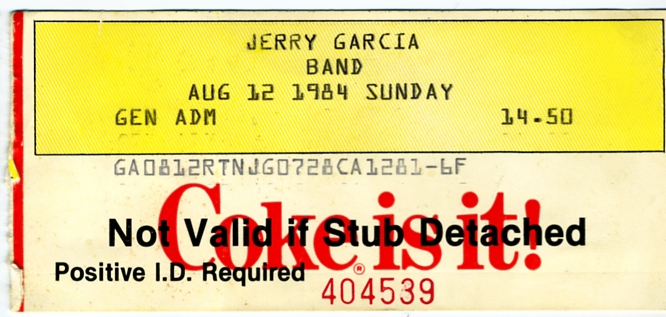 JERRY GARCIA
BAND
AUG 12 1984 SUNDAY
GEN ADM 14.50
GA0812RTNJG0728CA1281-6F
Coke is it!
Not Valid if Stub Detached
®
Positive I.D. Required
404539